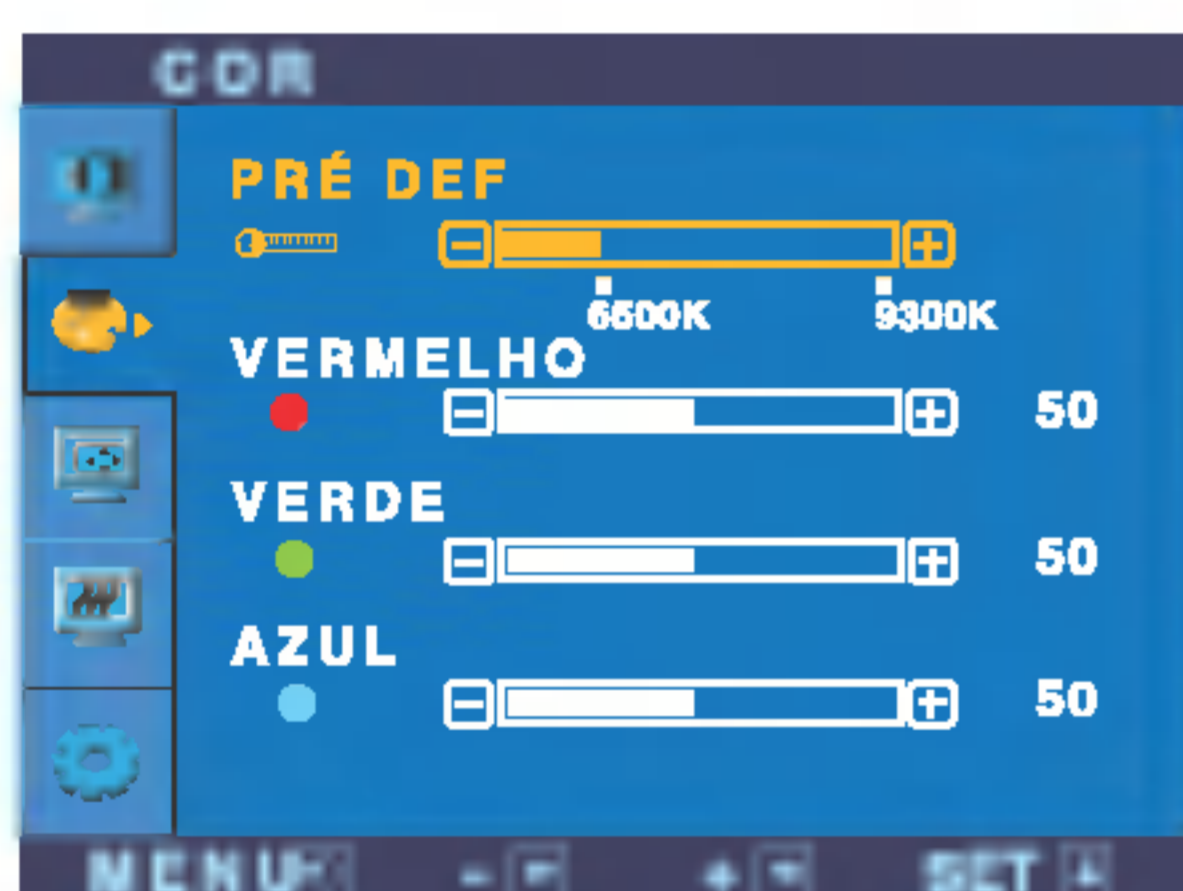 COR
PRÉ DEF
6500K 9300K
VERMELHO
50
VERDE
50
AZUL
50
MENU - + SET